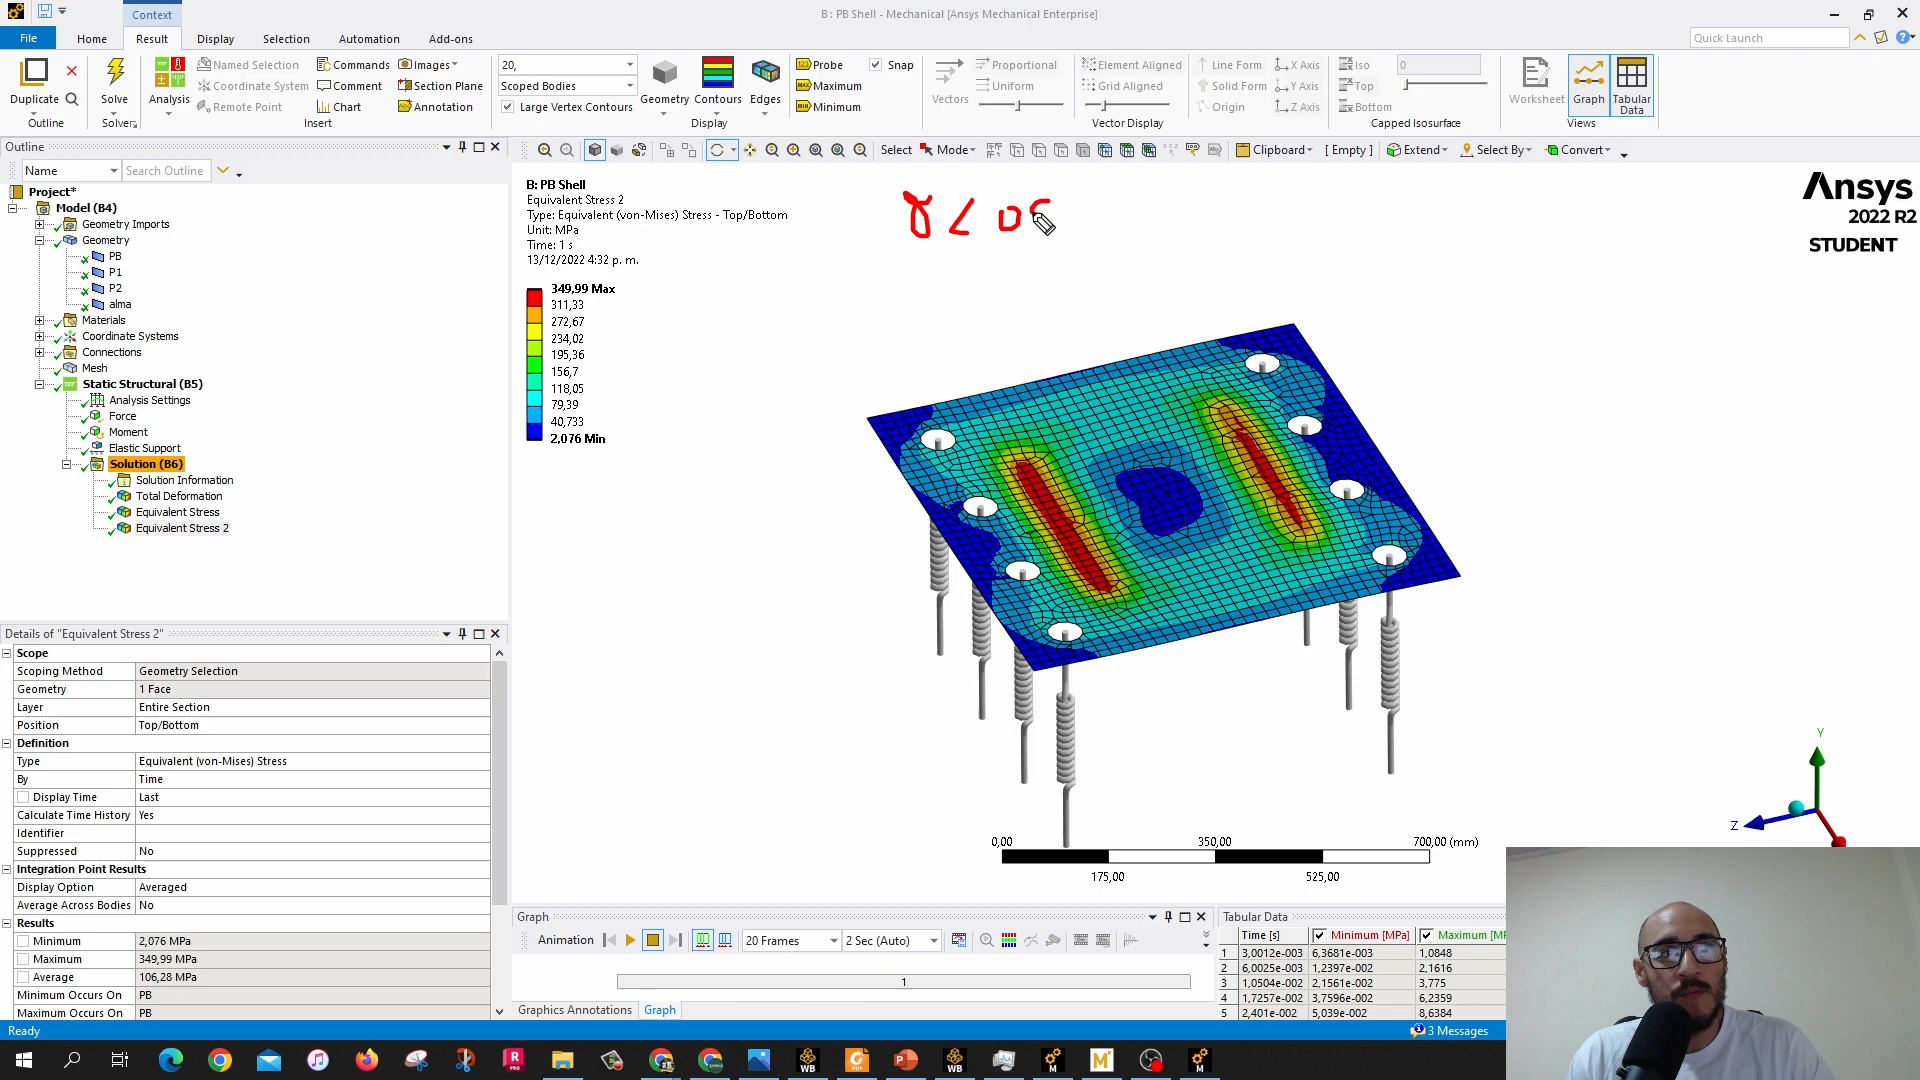 Context
B : PB Shell - Mechanical [Ansys Mechanical Enterprise]
File Home Result Display Selection Automation Add-ons
Quick Launch
Duplicate
Outline
Solve
Solver
Analysis
Named Selection
Coordinate System
Remote Point
Commands
Comment
Chart
Images
Section Plane
Annotation
Insert
20,
Scoped Bodies
Large Vertex Contours
Geometry
Contours
Edges
Display
Probe
Maximum
Minimum
Snap
Vectors
Proportional
Uniform
Element Aligned
Grid Aligned
Line Form
Solid Form
Origin
X Axis
Y Axis
Z Axis
Vector Display
Iso
Top
Bottom
0
Capped Isosurface
Worksheet
Graph
Tabular Data
Views
Outline
Name
Search Outline
Select Mode Clipboard [ Empty ] Extend Select By Convert
Project*
Model (B4)
Geometry Imports
Geometry
PB
P1
P2
alma
Materials
Coordinate Systems
Connections
Mesh
Static Structural (B5)
Analysis Settings
Force
Moment
Elastic Support
Solution (B6)
Solution Information
Total Deformation
Equivalent Stress
Equivalent Stress 2
B: PB Shell
Equivalent Stress 2
Type: Equivalent (von-Mises) Stress - Top/Bottom
Unit: MPa
Time: 1 s
13/12/2022 4:32 p. m.
349,99 Max
311,33
272,67
234,02
195,36
156,7
118,05
79,39
40,733
2,076 Min
Ansys
2022 R2
STUDENT
Y
Z
0,00 350,00 700,00 (mm)
175,00 525,00
Details of "Equivalent Stress 2"
Scope
Scoping Method Geometry Selection
Geometry 1 Face
Layer Entire Section
Position Top/Bottom
Definition
Type Equivalent (von-Mises) Stress
By Time
Display Time Last
Calculate Time History Yes
Identifier
Suppressed No
Integration Point Results
Display Option Averaged
Average Across Bodies No
Results
Minimum 2,076 MPa
Maximum 349,99 MPa
Average 106,28 MPa
Minimum Occurs On PB
Maximum Occurs On PB
Graph
Animation 20 Frames 2 Sec (Auto)
1
Graphics Annotations Graph
Tabular Data
Time [s] Minimum [MPa] Maximum [MP
1 3,0012e-003 6,3681e-003 1,0848
2 6,0025e-003 1,2397e-002 2,1616
3 1,0504e-002 2,1561e-002 3,775
4 1,7257e-002 3,7596e-002 6,2359
5 2,401e-002 5,039e-002 8,6384
Ready
3 Messages